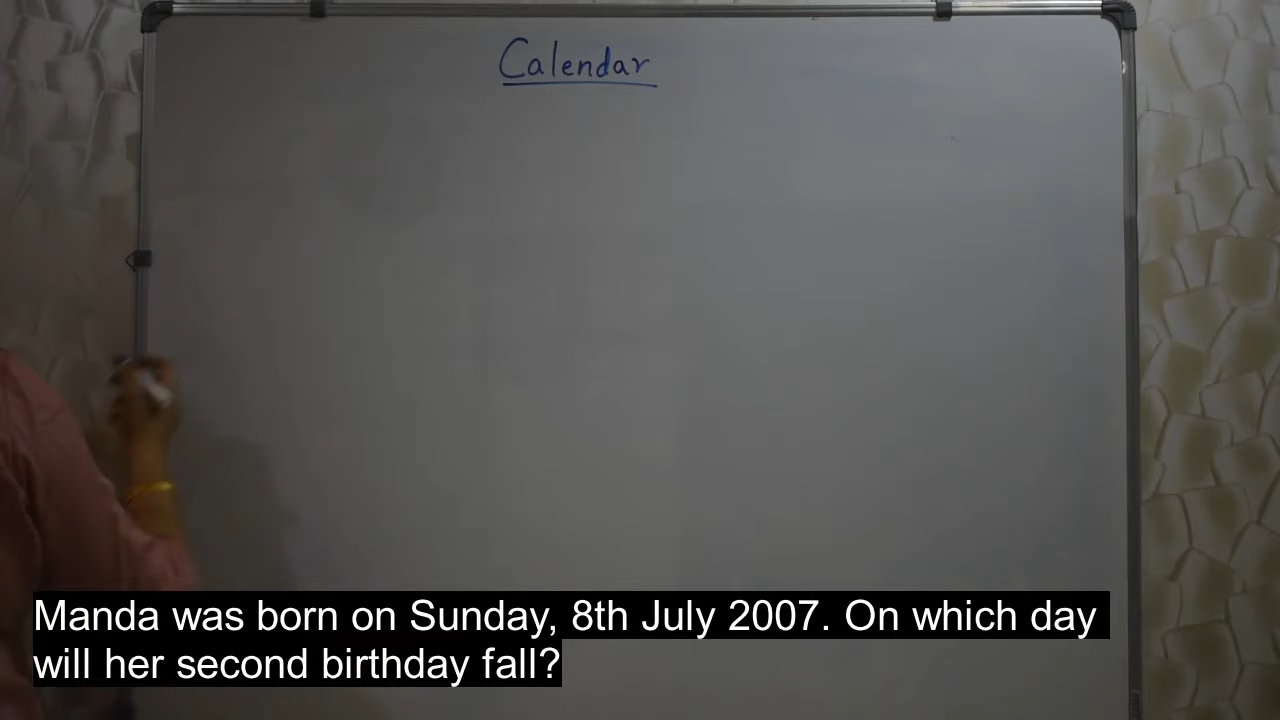 Calendar
Manda was born on Sunday, 8th July 2007. On which day
will her second birthday fall?